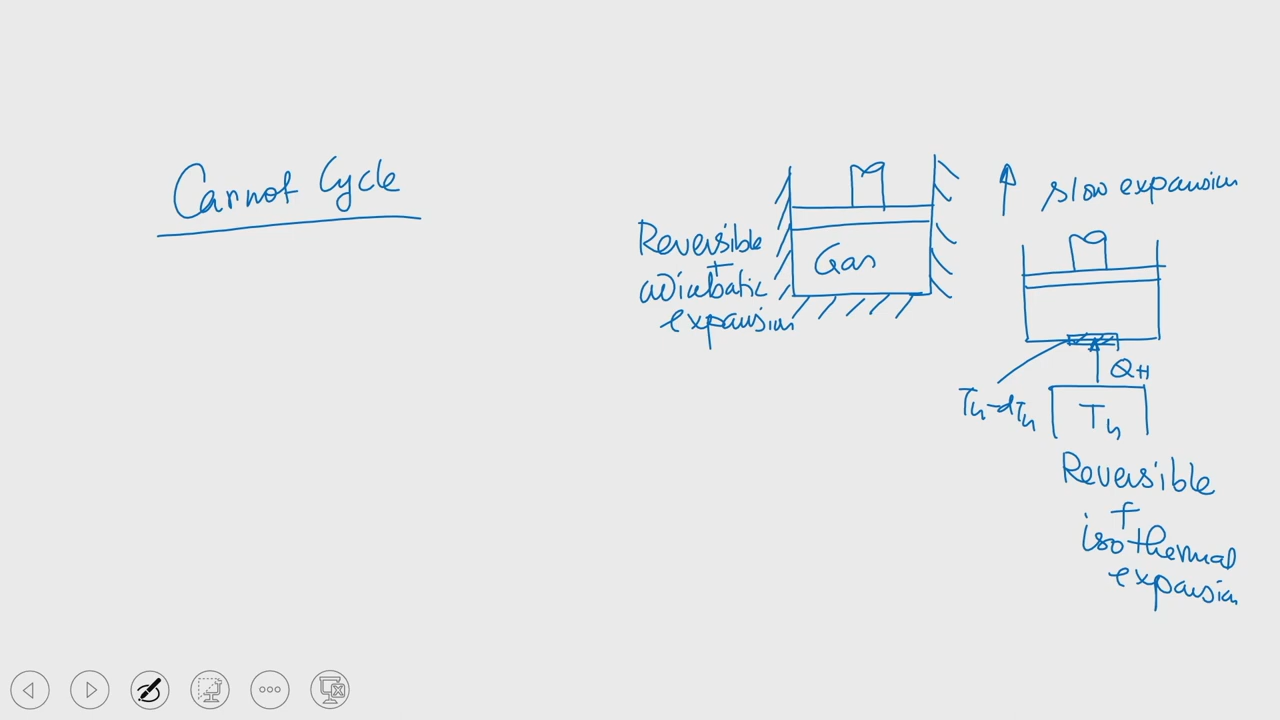 Carnot Cycle
Reversible
+
adiabatic
expansion
Gas
slow expansion
QH
Th-dTh
Th
Reversible
+
isothermal
expansion